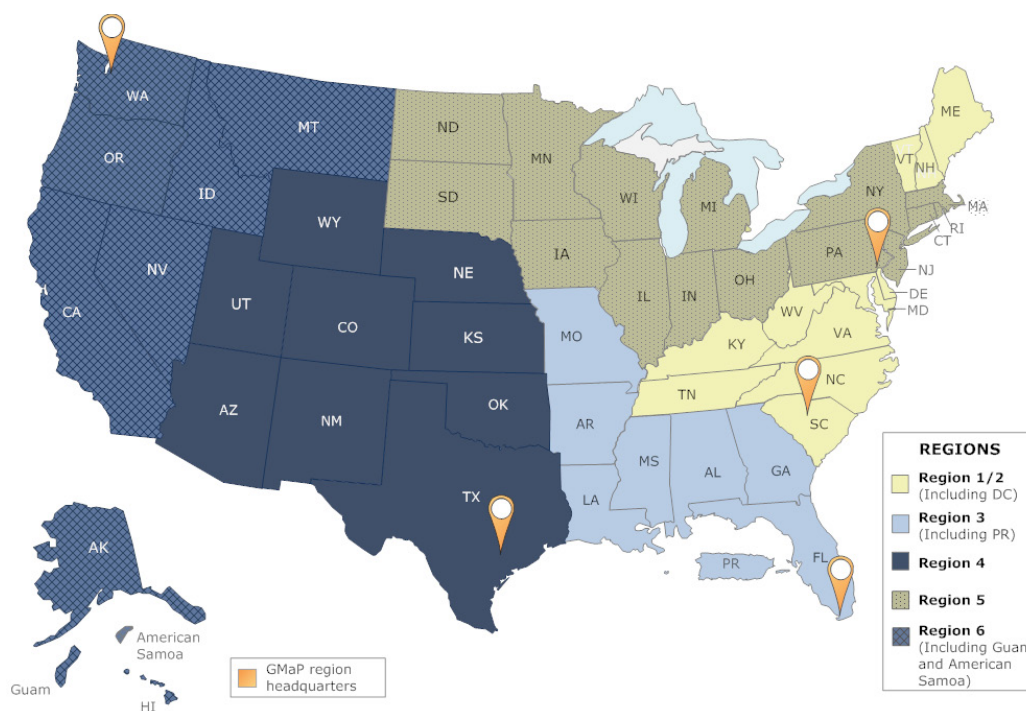 WA
MT
ND
MN
ME
VT
NH
OR
ID
SD
WI
MI
NY
MA
RI
CT
WY
IA
PA
NJ
NV
NE
IL
IN
OH
DE
MD
CA
UT
CO
KS
MO
WV
VA
KY
NC
TN
AZ
NM
OK
AR
SC
MS
AL
GA
TX
LA
FL
PR
AK
American
Samoa
Guam
HI
GMaP region
headquarters
REGIONS
Region 1/2
(Including DC)
Region 3
(Including PR)
Region 4
Region 5
Region 6
(Including Guam
and American
Samoa)